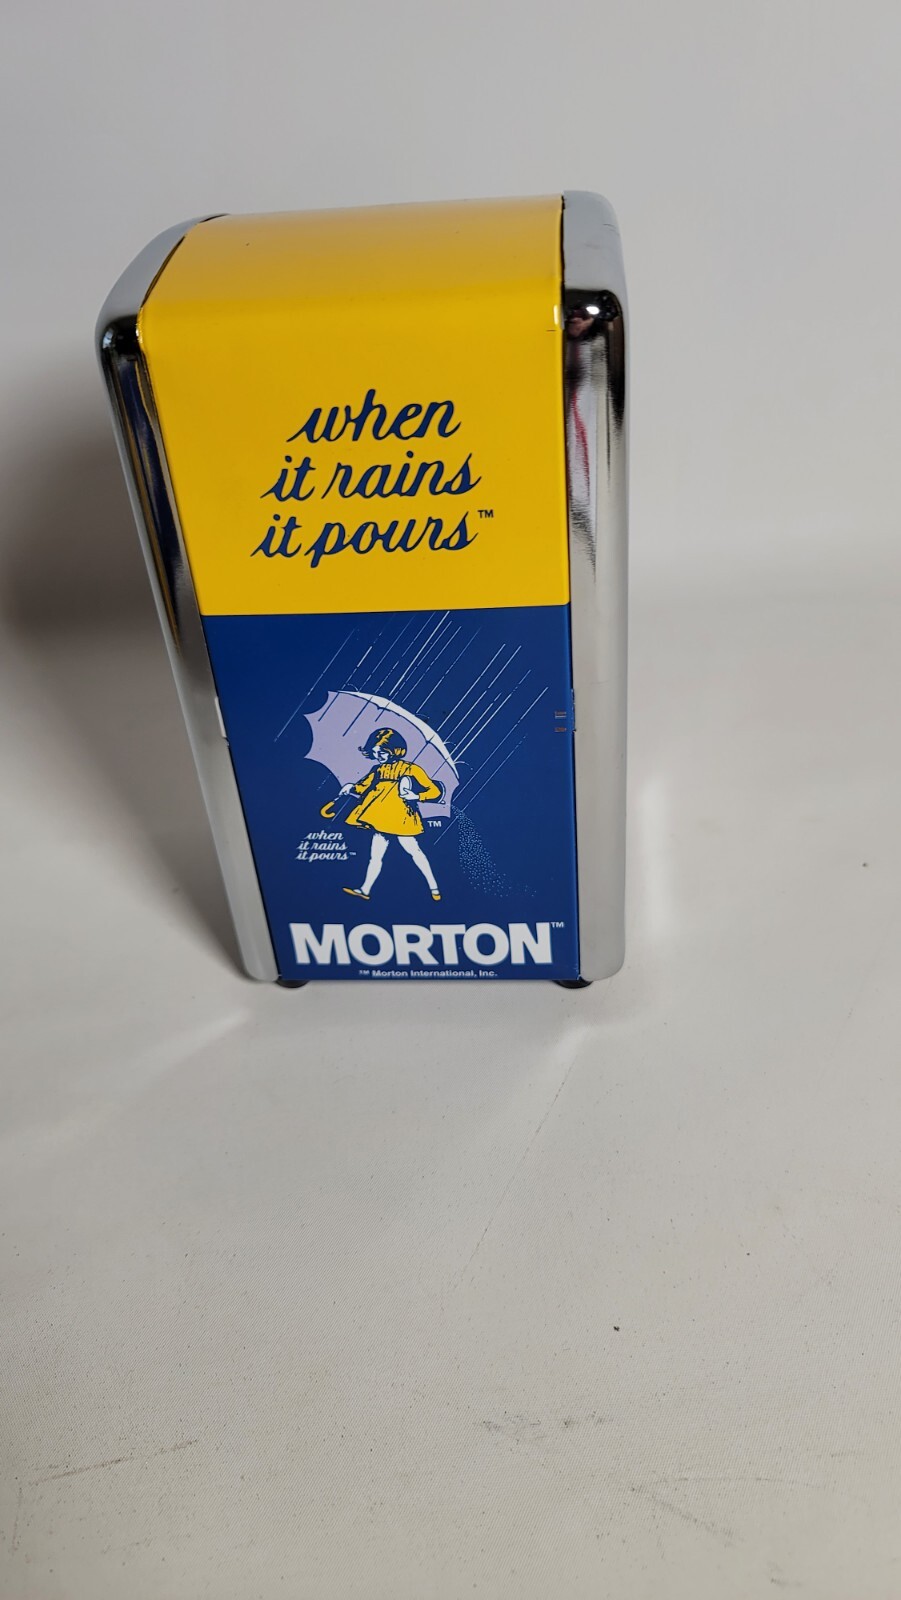 when
it rains
it pours™
™
when
it rains
it pours™
MORTON™
™ Morton International, Inc.